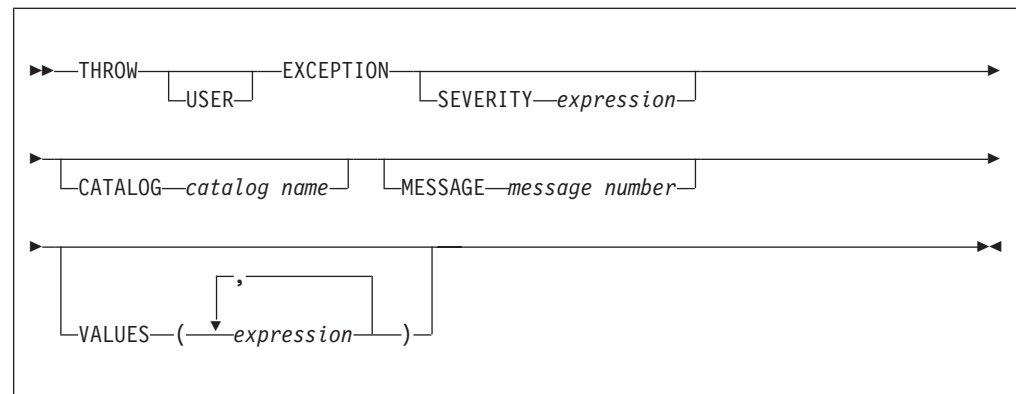 THROW EXCEPTION
USER SEVERITY expression
CATALOG catalog name MESSAGE message number
,
VALUES ( expression )